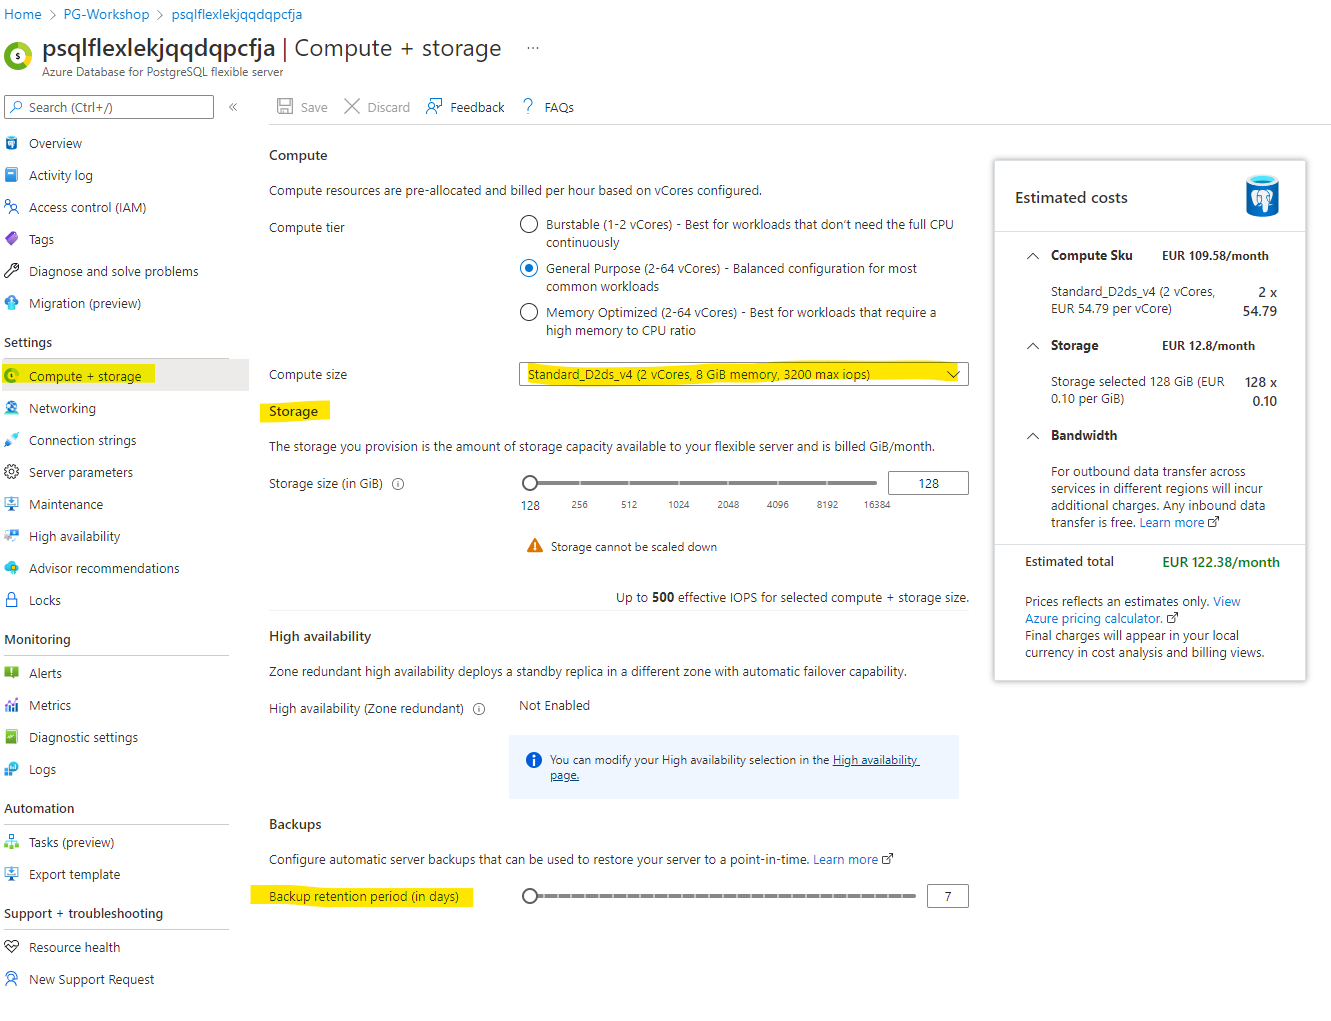 Home > PG-Workshop > psqlflexlekjqqdqpcfja
psqlflexlekjqqdqpcfja | Compute + storage ...
Azure Database for PostgreSQL flexible server
Search (Ctrl+/)
«
Overview
Activity log
Access control (IAM)
Tags
Diagnose and solve problems
Migration (preview)
Settings
Compute + storage
Networking
Connection strings
Server parameters
Maintenance
High availability
Advisor recommendations
Locks
Monitoring
Alerts
Metrics
Diagnostic settings
Logs
Automation
Tasks (preview)
Export template
Support + troubleshooting
Resource health
New Support Request
Save Discard Feedback ? FAQs
Compute
Compute resources are pre-allocated and billed per hour based on vCores configured.
Compute tier
Burstable (1-2 vCores) - Best for workloads that don't need the full CPU
continuously
General Purpose (2-64 vCores) - Balanced configuration for most
common workloads
Memory Optimized (2-64 vCores) - Best for workloads that require a
high memory to CPU ratio
Compute size
Standard_D2ds_v4 (2 vCores, 8 GiB memory, 3200 max iops)
Storage
The storage you provision is the amount of storage capacity available to your flexible server and is billed GiB/month.
Storage size (in GiB)
128
128 256 512 1024 2048 4096 8192 16384
Storage cannot be scaled down
Up to 500 effective IOPS for selected compute + storage size.
High availability
Zone redundant high availability deploys a standby replica in a different zone with automatic failover capability.
High availability (Zone redundant)
Not Enabled
You can modify your High availability selection in the High availability
page.
Backups
Configure automatic server backups that can be used to restore your server to a point-in-time. Learn more
Backup retention period (in days)
7
Estimated costs
Compute Sku EUR 109.58/month
Standard_D2ds_v4 (2 vCores, 2 x
EUR 54.79 per vCore) 54.79
Storage EUR 12.8/month
Storage selected 128 GiB (EUR 128 x
0.10 per GiB) 0.10
Bandwidth
For outbound data transfer across
services in different regions will incur
additional charges. Any inbound data
transfer is free. Learn more
Estimated total EUR 122.38/month
Prices reflects an estimates only. View
Azure pricing calculator.
Final charges will appear in your local
currency in cost analysis and billing views.